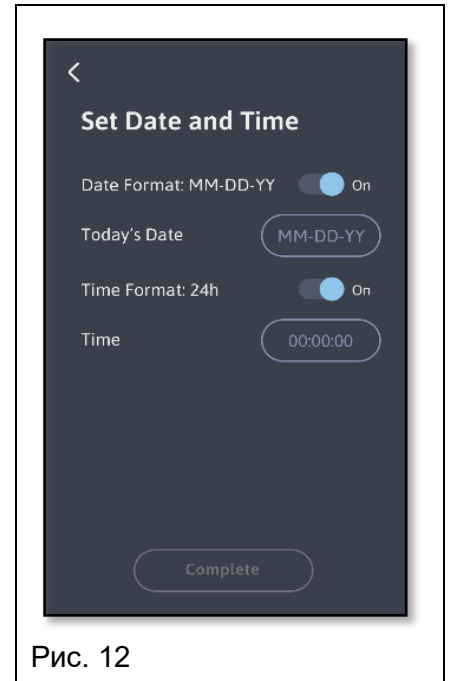 Set Date and Time
Date Format: MM-DD-YY On
Today's Date MM-DD-YY
Time Format: 24h On
Time 00:00:00
Complete
Рис. 12